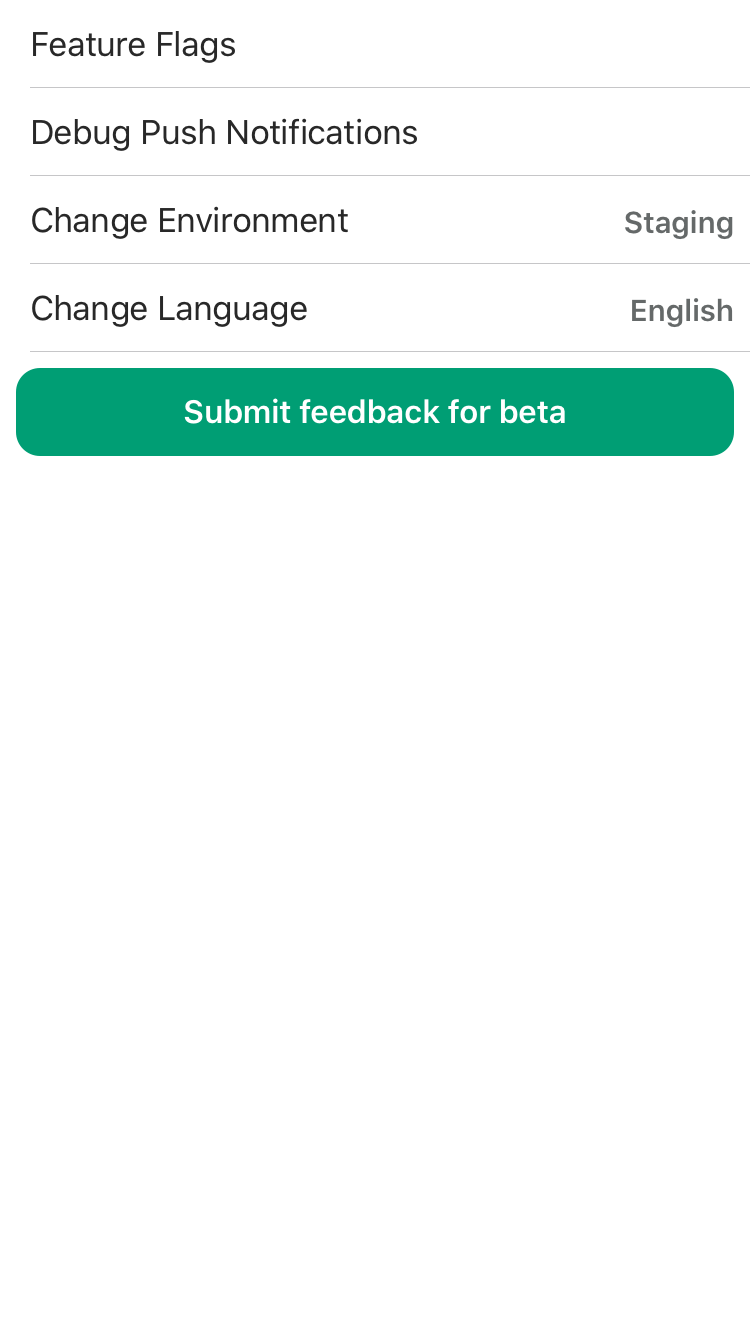 Feature Flags
Debug Push Notifications
Change Environment Staging
Change Language English
Submit feedback for beta